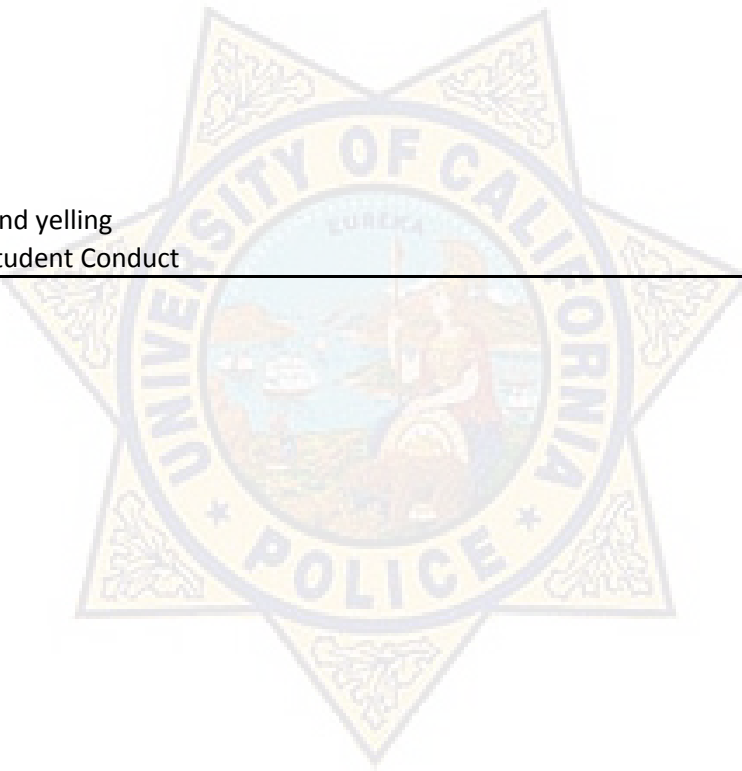 nd yelling
tudent Conduct
UNIVERSITY OF CALIFORNIA
EUREKA
POLICE